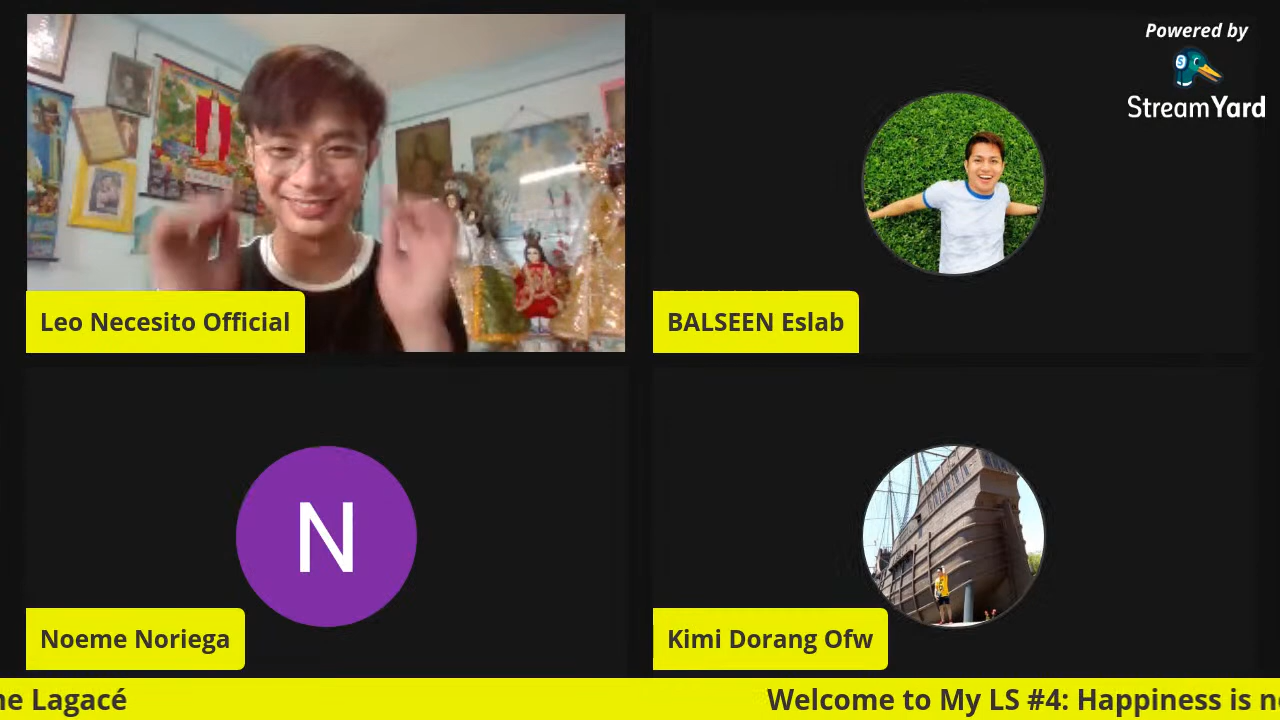 Powered by
StreamYard
Leo Necesito Official
BALSEEN Eslab
N
Noeme Noriega
Kimi Dorang Ofw
ne Lagacé
Welcome to My LS #4: Happiness is n